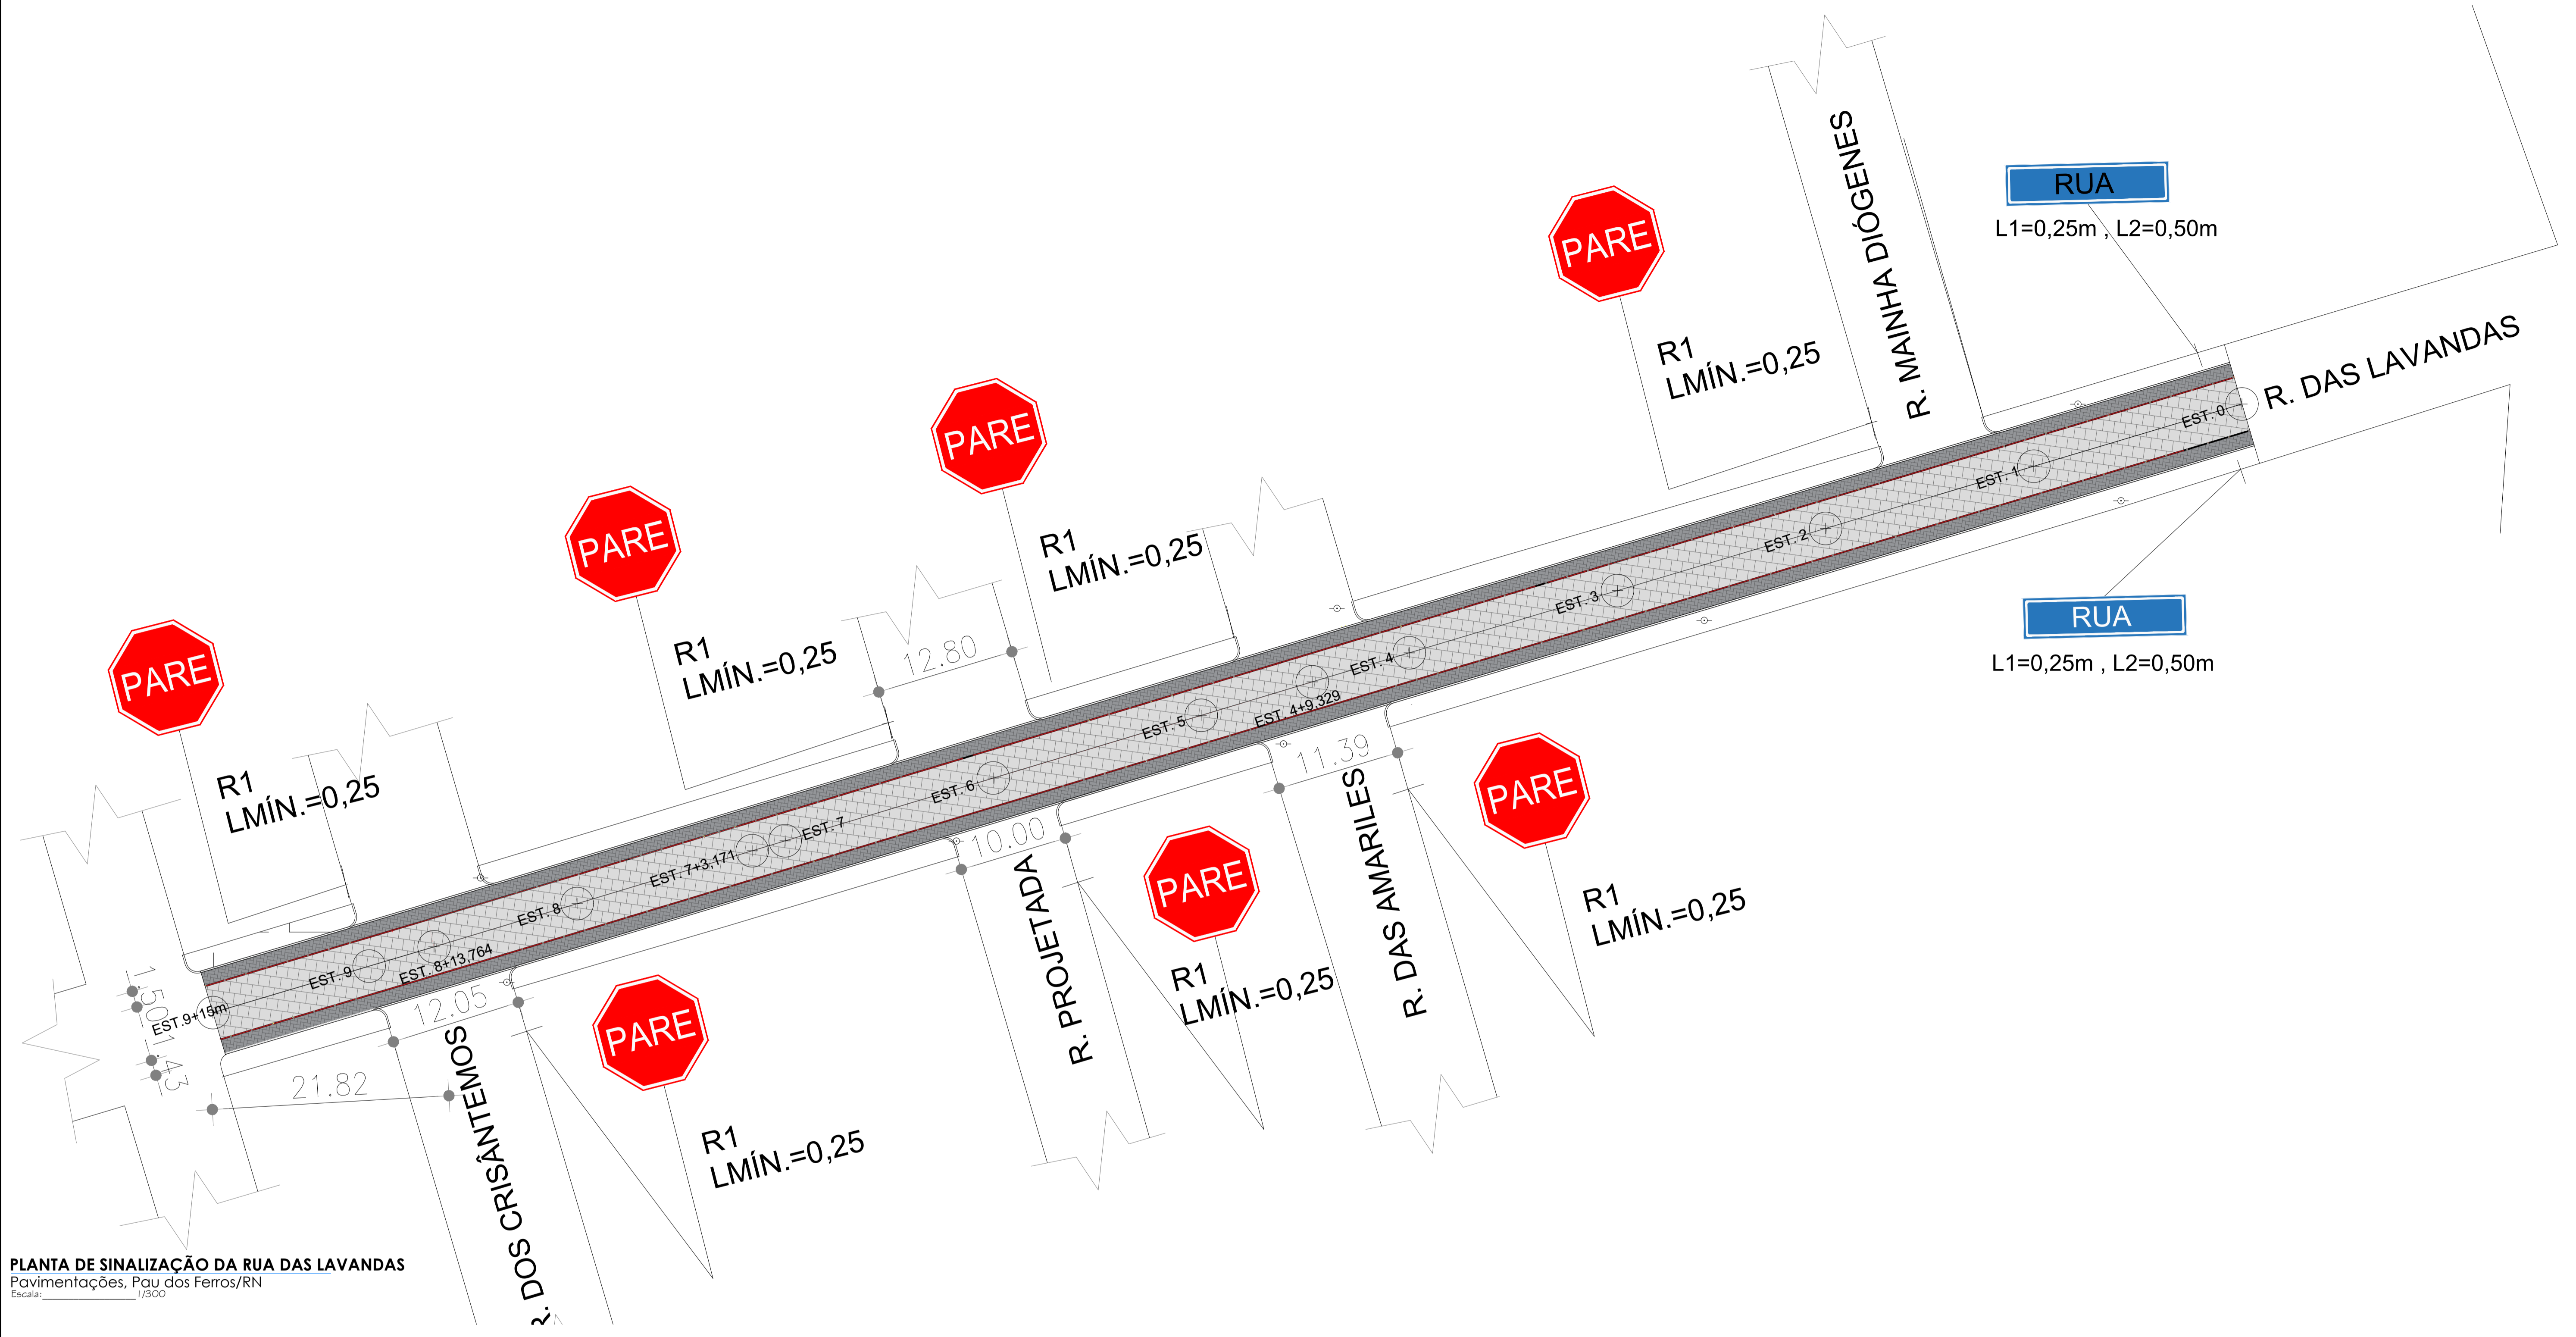 R. MAINHA DIÓGENES
RUA
L1=0,25m , L2=0,50m
PARE
R1
LMÍN.=0,25
R. DAS LAVANDAS
PARE
R1
LMÍN.=0,25
PARE
R1
LMÍN.=0,25
PARE
R1
LMÍN.=0,25
12.80
EST. 0
EST. 1
EST. 2
EST. 3
EST. 4
EST. 4+9,329
EST. 5
EST. 6
EST. 7
EST. 7+3,171
EST. 8
EST. 8+13,764
EST. 9
EST.9+15m
RUA
L1=0,25m , L2=0,50m
11.39
R. DAS AMARILES
PARE
R1
LMÍN.=0,25
10.00
R. PROJETADA
PARE
R1
LMÍN.=0,25
12.05
R. DOS CRISÂNTEMOS
PARE
R1
LMÍN.=0,25
1.50
1.43
21.82
PLANTA DE SINALIZAÇÃO DA RUA DAS LAVANDAS
Pavimentações, Pau dos Ferros/RN
Escala:__________________1/300